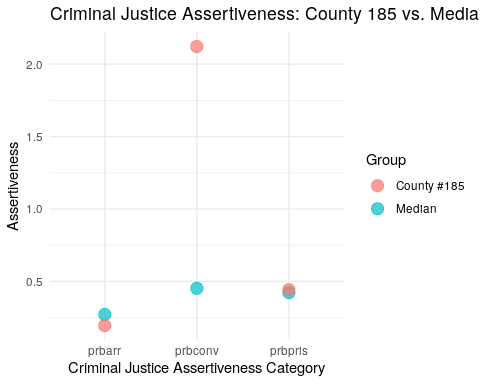 Criminal Justice Assertiveness: County 185 vs. Media
2.0
1.5
1.0
0.5
Assertiveness
prbarr prbconv prbpris
Criminal Justice Assertiveness Category
Group
County #185
Median